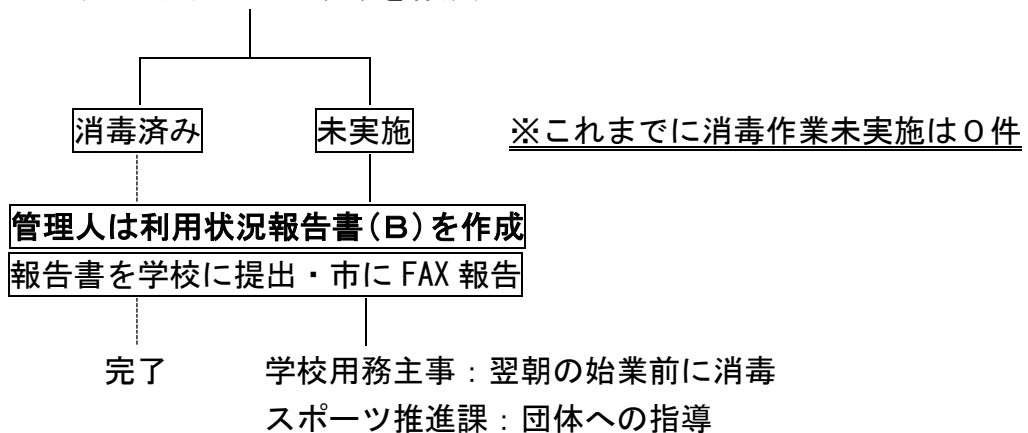 消毒済み
未実施
※これまでに消毒作業未実施は０件
管理人は利用状況報告書（Ｂ）を作成
報告書を学校に提出・市に FAX 報告
完了
学校用務主事：翌朝の始業前に消毒
スポーツ推進課：団体への指導